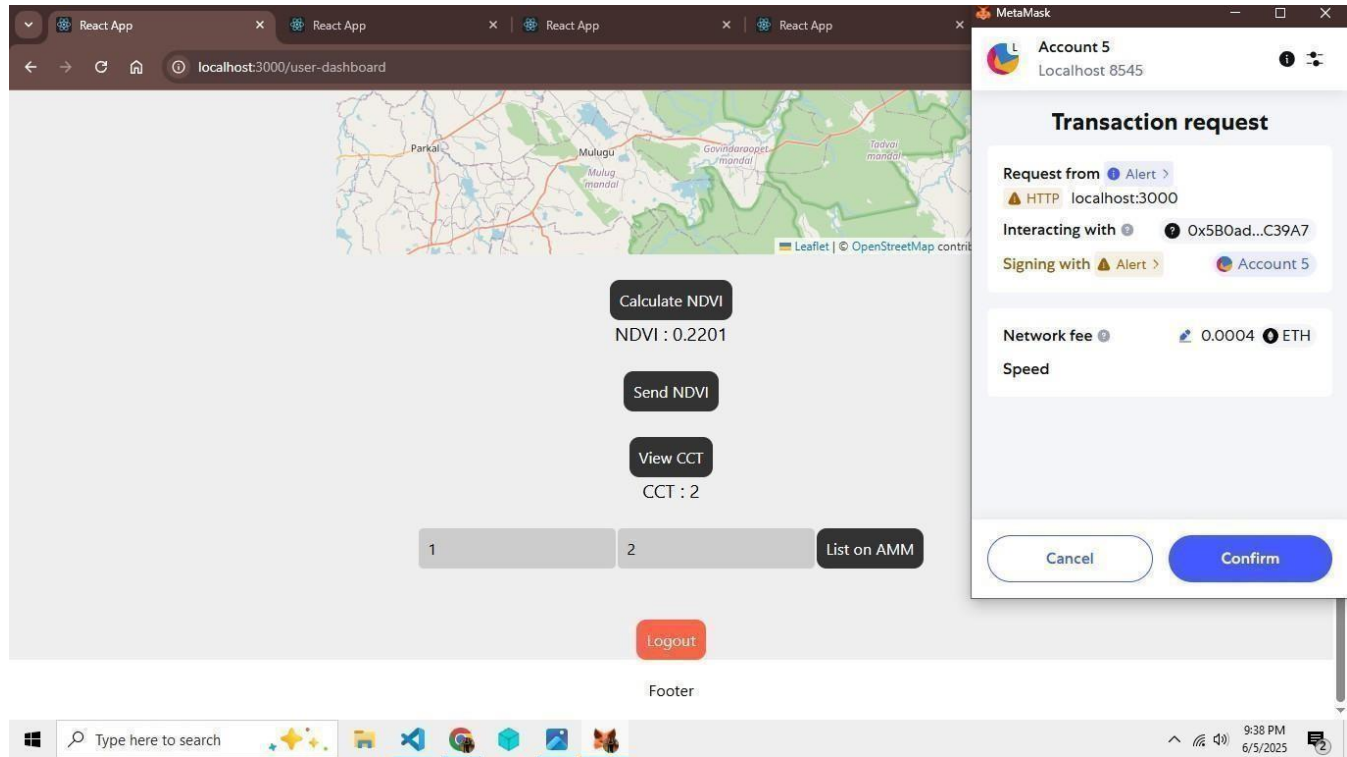 React App
React App
React App
React App
localhost:3000/user-dashboard
Parkal
Mulugu
Mulug
mandal
Govindaraopet
mandal
Tadvai
mandal
Leaflet | © OpenStreetMap contrib
Calculate NDVI
NDVI : 0.2201
Send NDVI
View CCT
CCT : 2
1
2
List on AMM
Logout
Footer
MetaMask
L
Account 5
Localhost 8545
Transaction request
Request from Alert >
HTTP localhost:3000
Interacting with 0x5B0ad...C39A7
Signing with Alert > Account 5
Network fee 0.0004 ETH
Speed
Cancel
Confirm
Type here to search
9:38 PM
6/5/2025
2